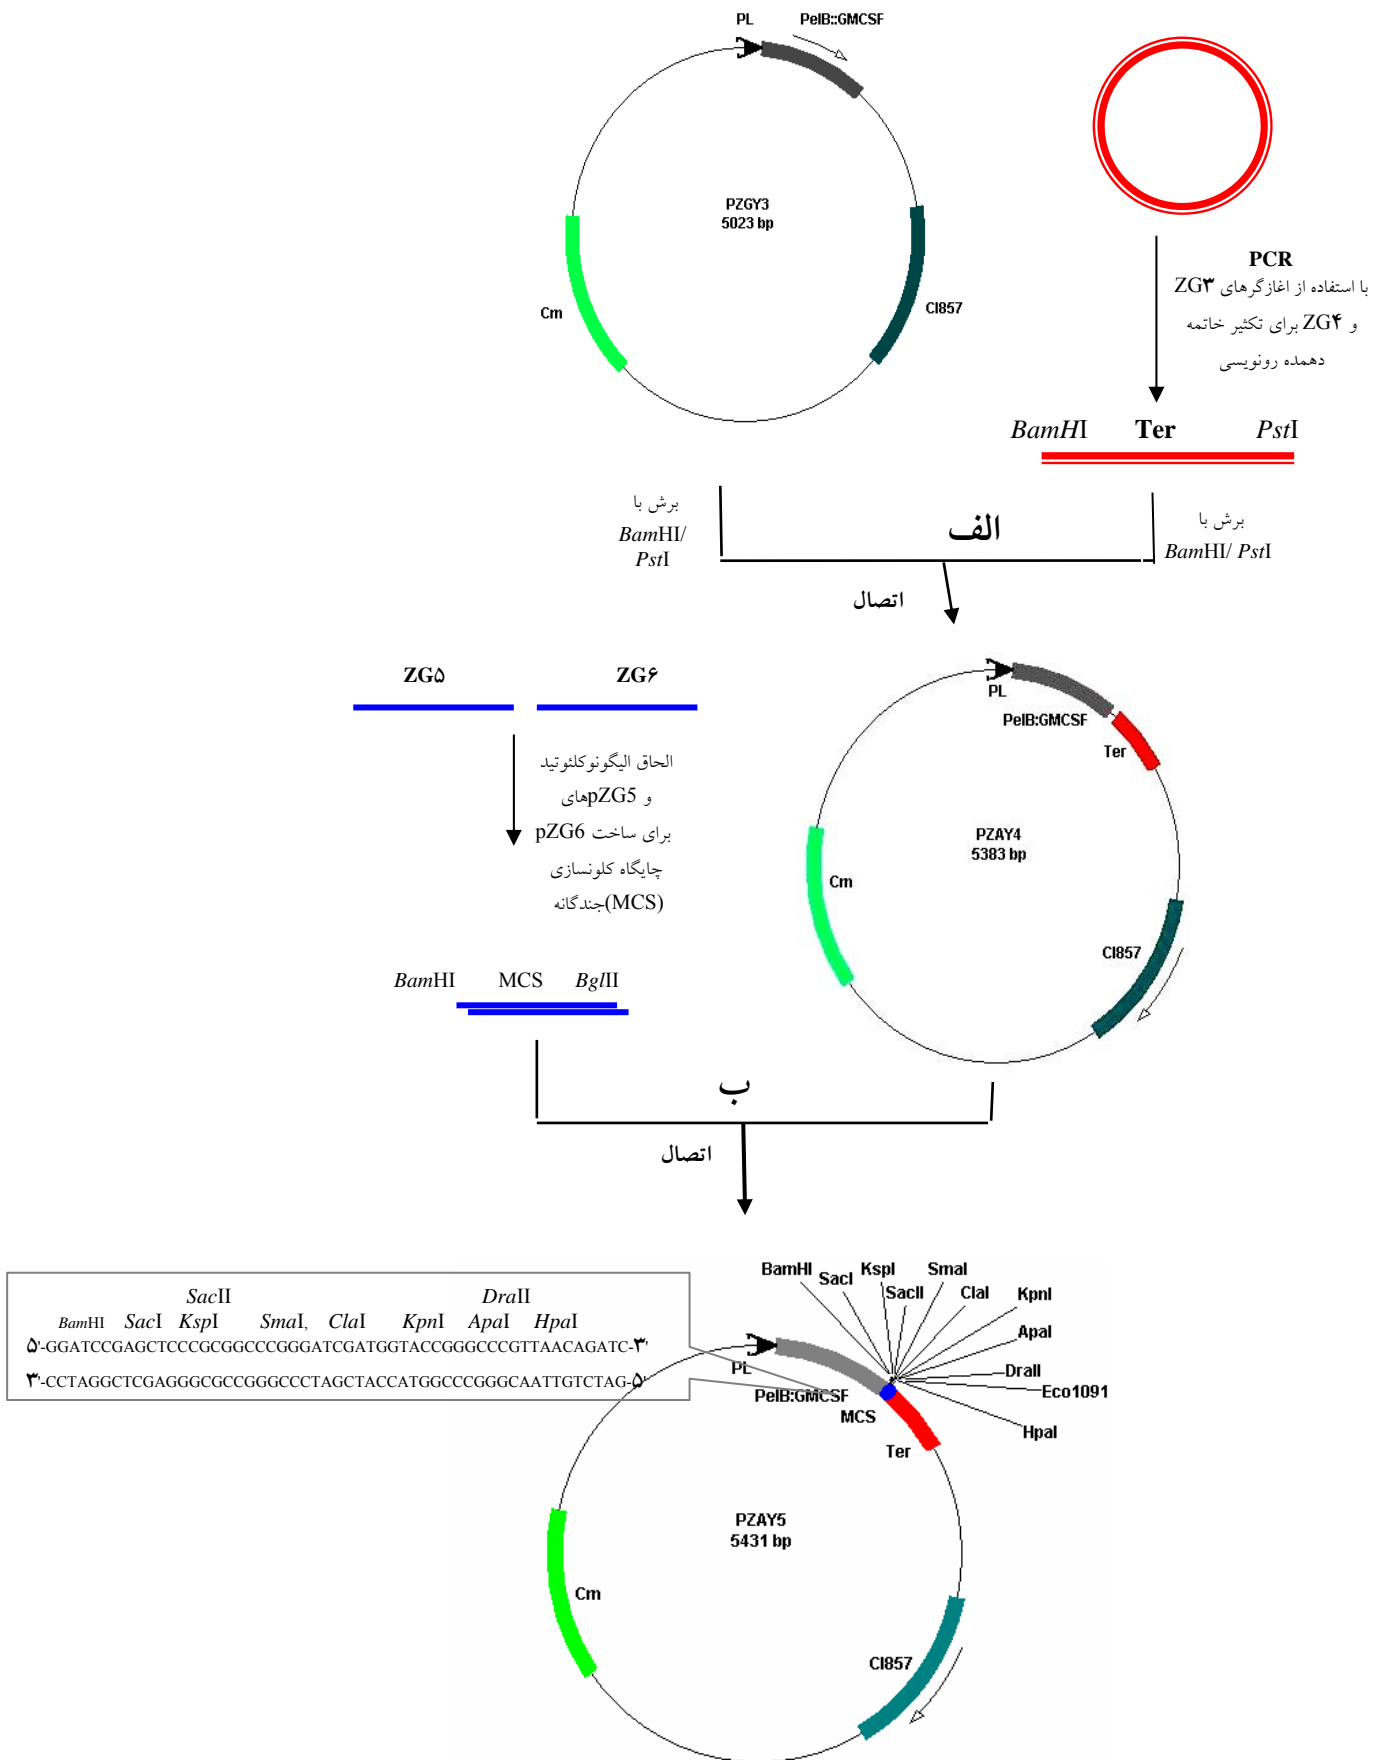 PL PelB::GMCSF
PZGY3
5023 bp
Cm
CI857
PCR
با استفاده از اغازگرهای ZG۳
و ZG۴ برای تکثیر خاتمه
دهمده رونویسی
BamHI Ter PstI
برش با
BamHI/
PstI
الف
برش با
BamHI/ PstI
اتصال
ZG۵ ZG۶
الحاق الیگونوکلئوتید
و pZG5های
برای ساخت pZG6
چایگاه کلونسازی
(MCS)جندگانه
BamHI MCS BglII
PL
PelB:GMCSF
Ter
PZAY4
5383 bp
Cm
CI857
ب
اتصال
SacII DraII
BamHI SacI KspI SmaI, ClaI KpnI ApaI HpaI
۵'-GGATCCGAGCTCCCGCGGCCCGGGATCGATGGTACCGGGCCCGTTAACAGATC-۳'
۳'-CCTAGGCTCGAGGGCGCCGGGCCCTAGCTACCATGGCCCGGGCAATTGTCTAG-۵'
BamHI
SacI
KspI
SacII
SmaI
ClaI
KpnI
ApaI
DraII
Eco1091
HpaI
PL
PelB:GMCSF
MCS
Ter
PZAY5
5431 bp
Cm
CI857